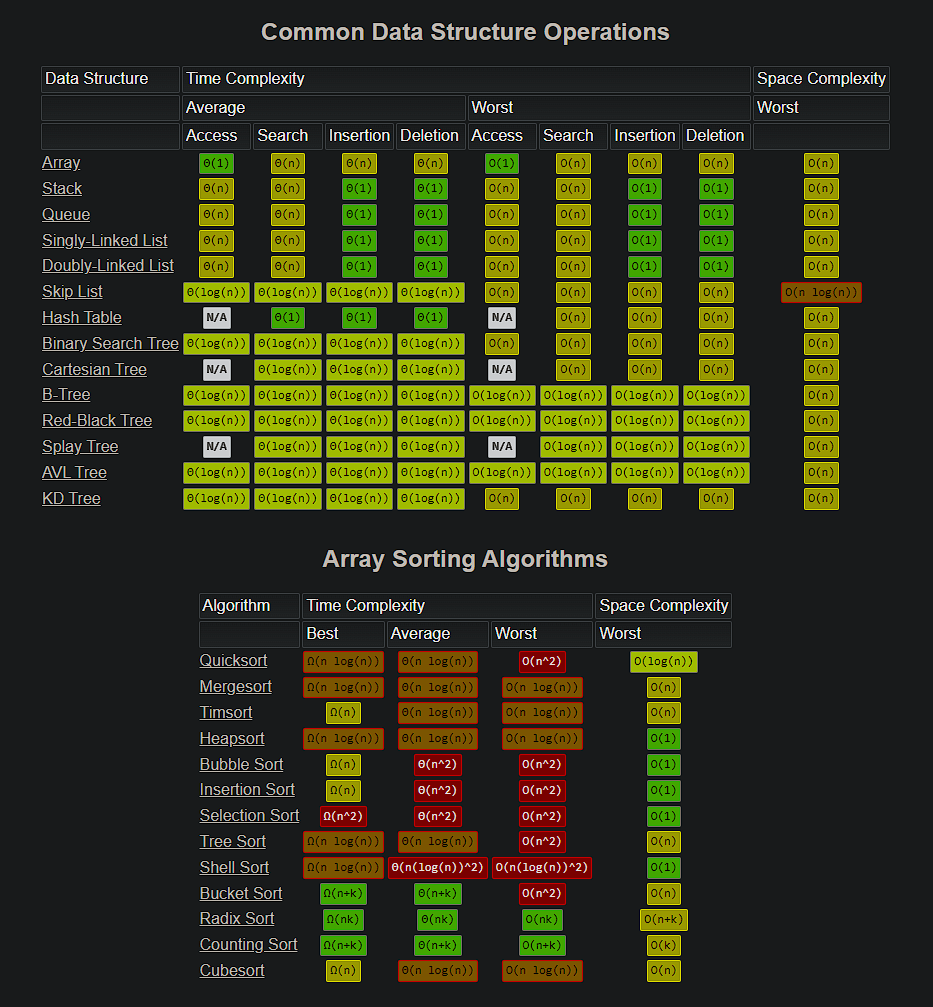 Common Data Structure Operations
Data Structure Time Complexity Space Complexity
Average Worst Worst
Access Search Insertion Deletion Access Search Insertion Deletion
Array Θ(1) Θ(n) Θ(n) Θ(n) O(1) O(n) O(n) O(n) O(n)
Stack Θ(n) Θ(n) Θ(1) Θ(1) O(n) O(n) O(1) O(1) O(n)
Queue Θ(n) Θ(n) Θ(1) Θ(1) O(n) O(n) O(1) O(1) O(n)
Singly-Linked List Θ(n) Θ(n) Θ(1) Θ(1) O(n) O(n) O(1) O(1) O(n)
Doubly-Linked List Θ(n) Θ(n) Θ(1) Θ(1) O(n) O(n) O(1) O(1) O(n)
Skip List Θ(log(n)) Θ(log(n)) Θ(log(n)) Θ(log(n)) O(n) O(n) O(n) O(n) O(n log(n))
Hash Table N/A Θ(1) Θ(1) Θ(1) N/A O(n) O(n) O(n) O(n)
Binary Search Tree Θ(log(n)) Θ(log(n)) Θ(log(n)) Θ(log(n)) O(n) O(n) O(n) O(n) O(n)
Cartesian Tree N/A Θ(log(n)) Θ(log(n)) Θ(log(n)) N/A O(n) O(n) O(n) O(n)
B-Tree Θ(log(n)) Θ(log(n)) Θ(log(n)) Θ(log(n)) O(log(n)) O(log(n)) O(log(n)) O(log(n)) O(n)
Red-Black Tree Θ(log(n)) Θ(log(n)) Θ(log(n)) Θ(log(n)) O(log(n)) O(log(n)) O(log(n)) O(log(n)) O(n)
Splay Tree N/A Θ(log(n)) Θ(log(n)) Θ(log(n)) N/A O(log(n)) O(log(n)) O(log(n)) O(n)
AVL Tree Θ(log(n)) Θ(log(n)) Θ(log(n)) Θ(log(n)) O(log(n)) O(log(n)) O(log(n)) O(log(n)) O(n)
KD Tree Θ(log(n)) Θ(log(n)) Θ(log(n)) Θ(log(n)) O(n) O(n) O(n) O(n) O(n)
Array Sorting Algorithms
Algorithm Time Complexity Space Complexity
Best Average Worst Worst
Quicksort Ω(n log(n)) Θ(n log(n)) O(n^2) O(log(n))
Mergesort Ω(n log(n)) Θ(n log(n)) O(n log(n)) O(n)
Timsort Ω(n) Θ(n log(n)) O(n log(n)) O(n)
Heapsort Ω(n log(n)) Θ(n log(n)) O(n log(n)) O(1)
Bubble Sort Ω(n) Θ(n^2) O(n^2) O(1)
Insertion Sort Ω(n) Θ(n^2) O(n^2) O(1)
Selection Sort Ω(n^2) Θ(n^2) O(n^2) O(1)
Tree Sort Ω(n log(n)) Θ(n log(n)) O(n^2) O(n)
Shell Sort Ω(n log(n)) Θ(n(log(n))^2) O(n(log(n))^2) O(1)
Bucket Sort Ω(n+k) Θ(n+k) O(n^2) O(n)
Radix Sort Ω(nk) Θ(nk) O(nk) O(n+k)
Counting Sort Ω(n+k) Θ(n+k) O(n+k) O(k)
Cubesort Ω(n) Θ(n log(n)) O(n log(n)) O(n)